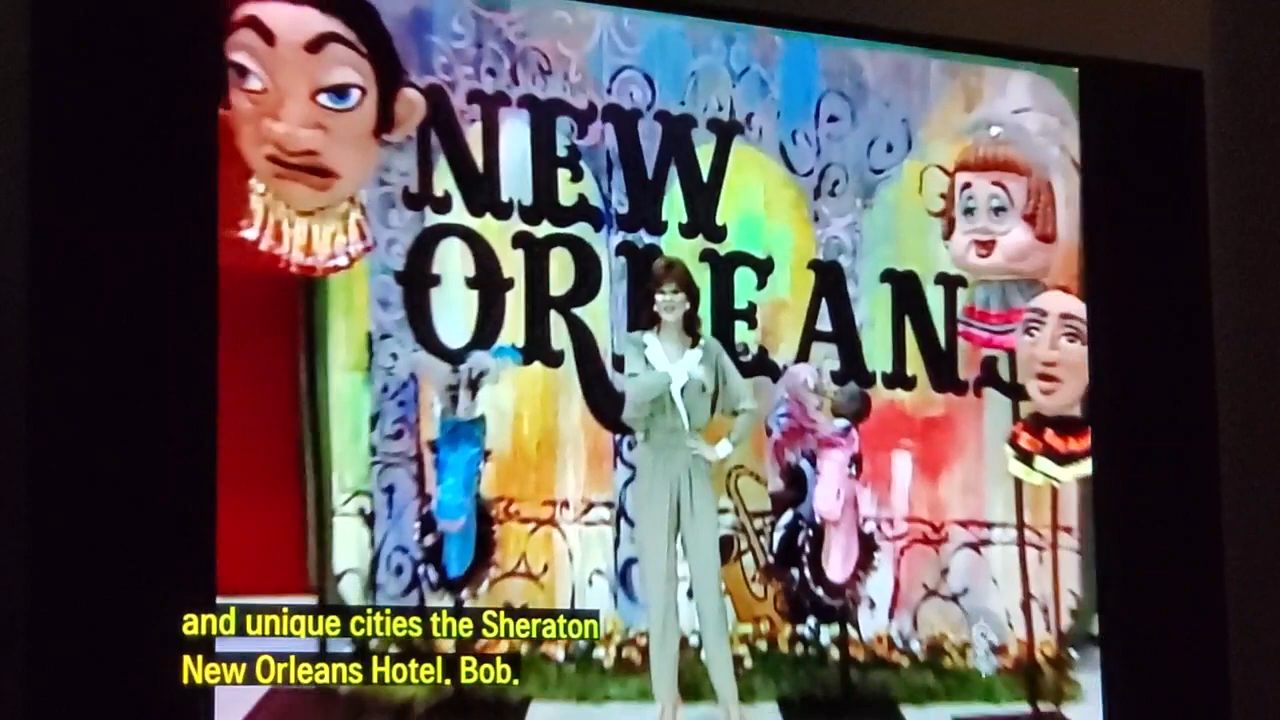 NEW
ORLEANS
and unique cities the Sheraton
New Orleans Hotel. Bob.